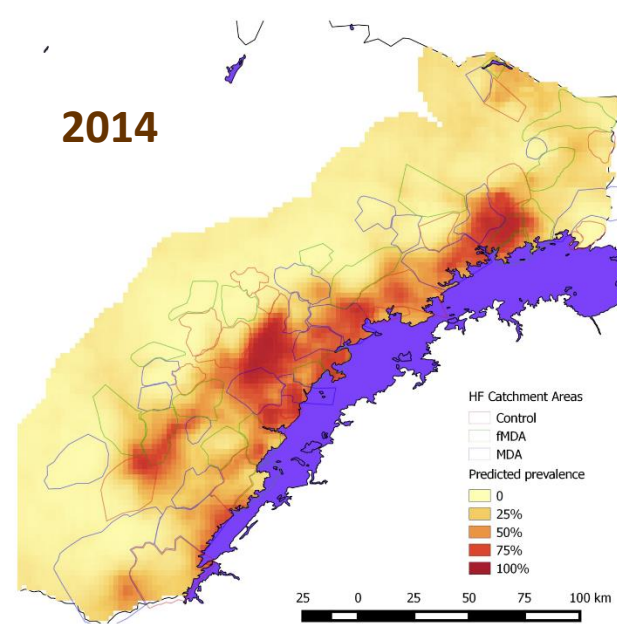 2014
HF Catchment Areas
Control
fMDA
MDA
Predicted prevalence
0
25%
50%
75%
100%
25 0 25 50 75 100 km